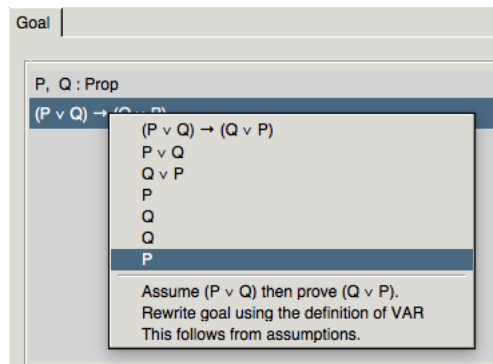 Goal
P, Q : Prop
(P ∨ Q) → (Q ∨ P)
(P ∨ Q) → (Q ∨ P)
P ∨ Q
Q ∨ P
P
Q
Q
P
Assume (P ∨ Q) then prove (Q ∨ P).
Rewrite goal using the definition of VAR
This follows from assumptions.